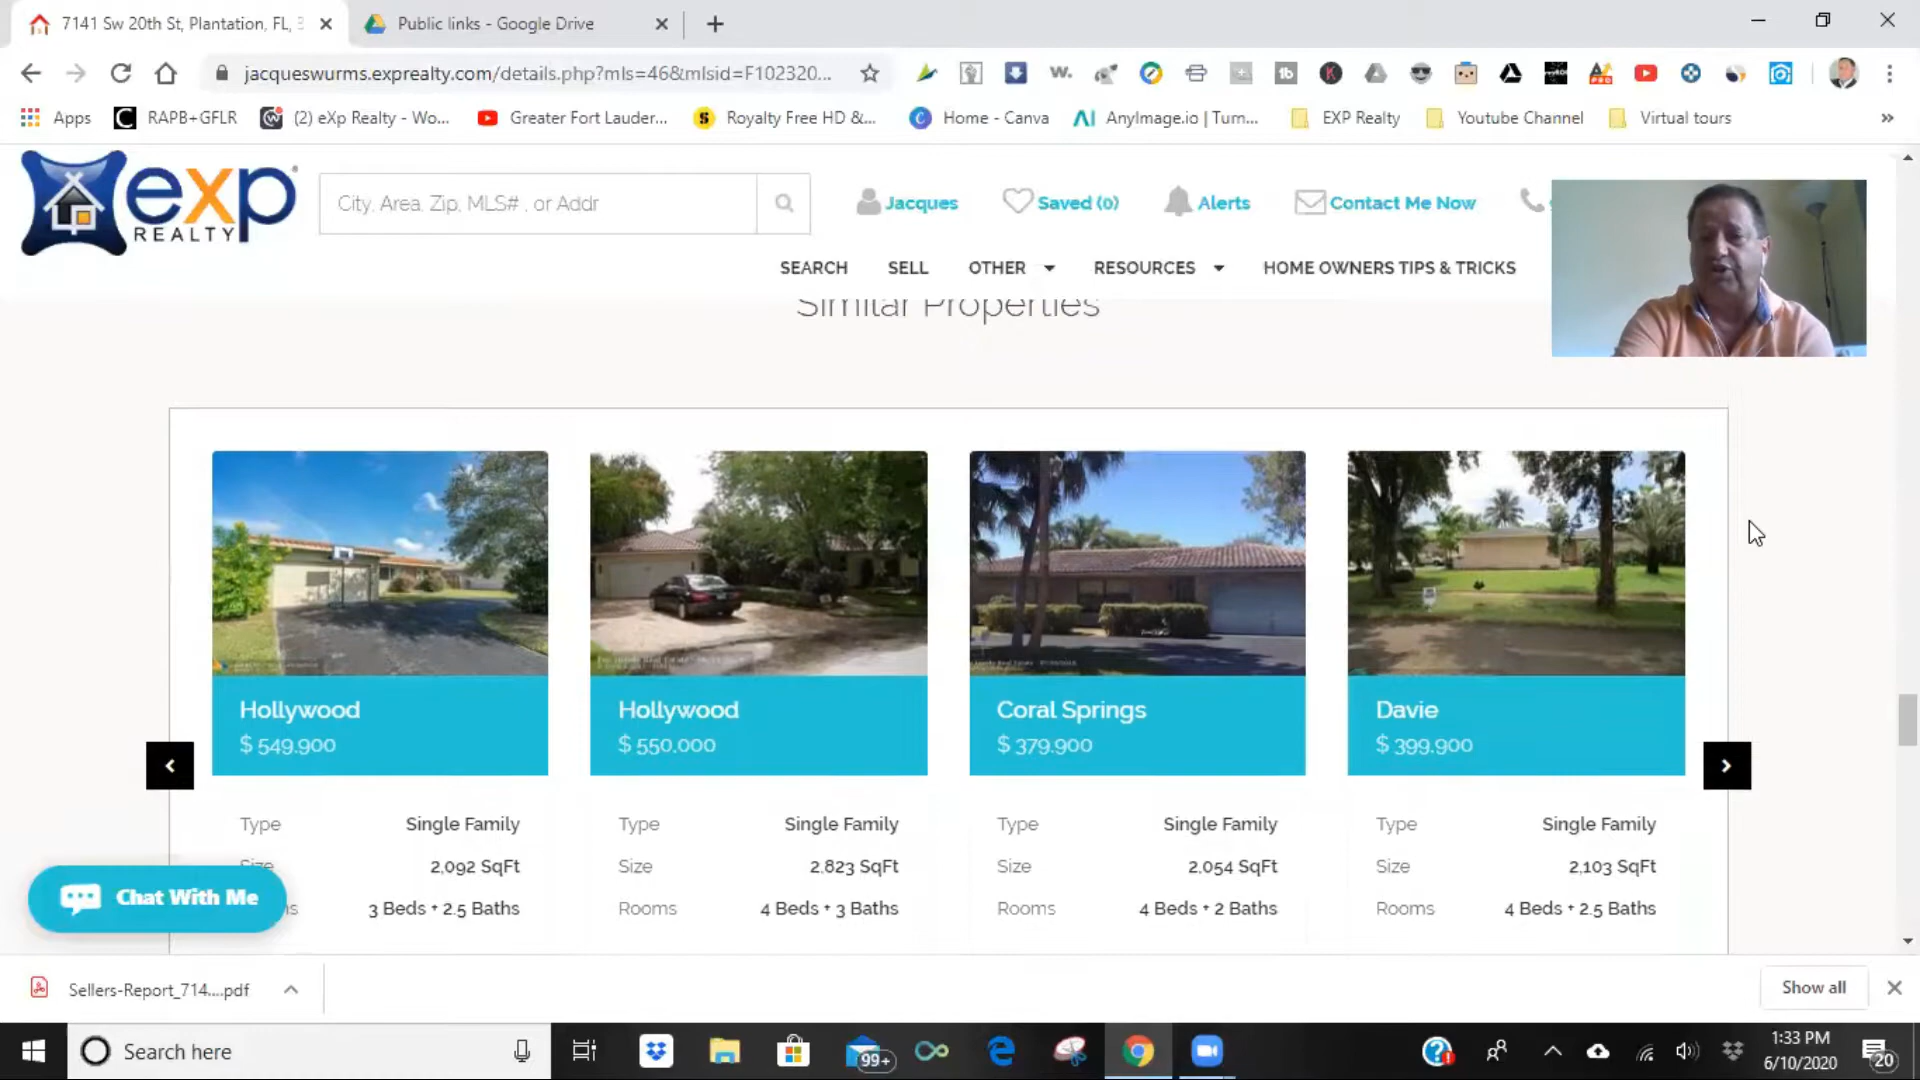 7141 Sw 20th St, Plantation, FL,
Public links - Google Drive
jacqueswurms.exprealty.com/details.php?mls=46&mlsid=F102320...
Apps
RAPB+GFLR
(2) eXp Realty - Wo...
Greater Fort Lauder...
Royalty Free HD &...
Home - Canva
AnyImage.io | Turn...
EXP Realty
Youtube Channel
Virtual tours
exp
REALTY
City, Area, Zip, MLS# , or Addr
Jacques
Saved (0)
Alerts
Contact Me Now
SEARCH
SELL
OTHER
RESOURCES
HOME OWNERS TIPS & TRICKS
Similar Properties
Hollywood
$ 549,900
Type Single Family
Size 2,092 SqFt
3 Beds + 2.5 Baths
Hollywood
$ 550,000
Type Single Family
Size 2,823 SqFt
Rooms 4 Beds + 3 Baths
Coral Springs
$ 379,900
Type Single Family
Size 2,054 SqFt
Rooms 4 Beds + 2 Baths
Davie
$ 399,900
Type Single Family
Size 2,103 SqFt
Rooms 4 Beds + 2.5 Baths
Chat With Me
Sellers-Report_714....pdf
Show all
Search here
99+
1:33 PM
6/10/2020
20